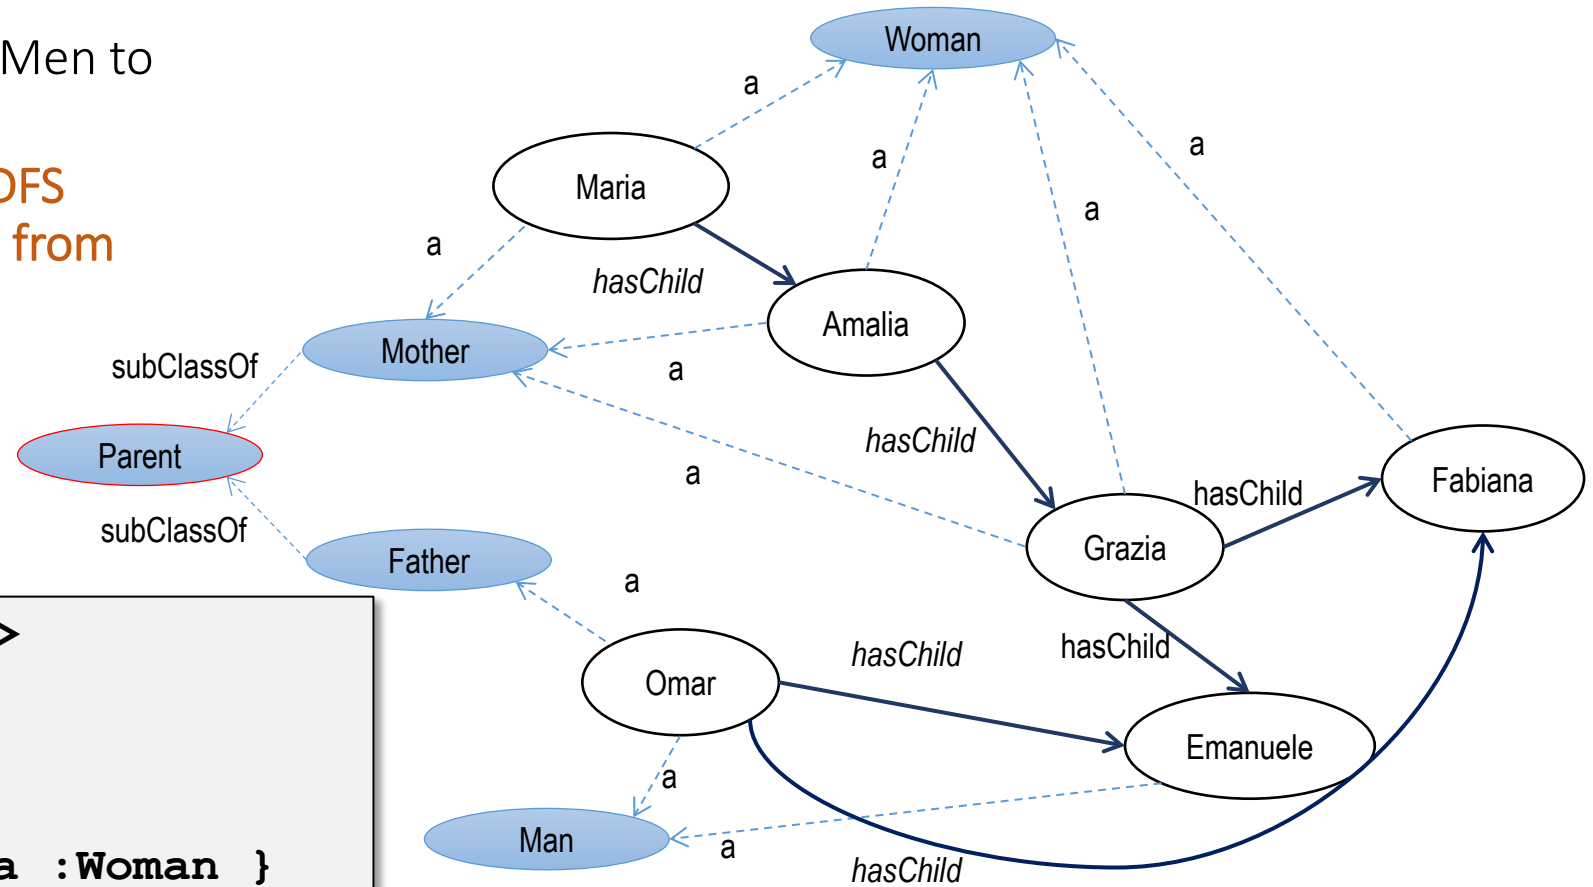 Men to
DFS
from
Woman
a
a
a
Maria
a
a
hasChild
Amalia
subClassOf
Mother
a
hasChild
Parent
a
hasChild
Fabiana
subClassOf
Father
Grazia
a
>
hasChild
hasChild
Omar
Emanuele
a
Man
a
a :Woman }
hasChild